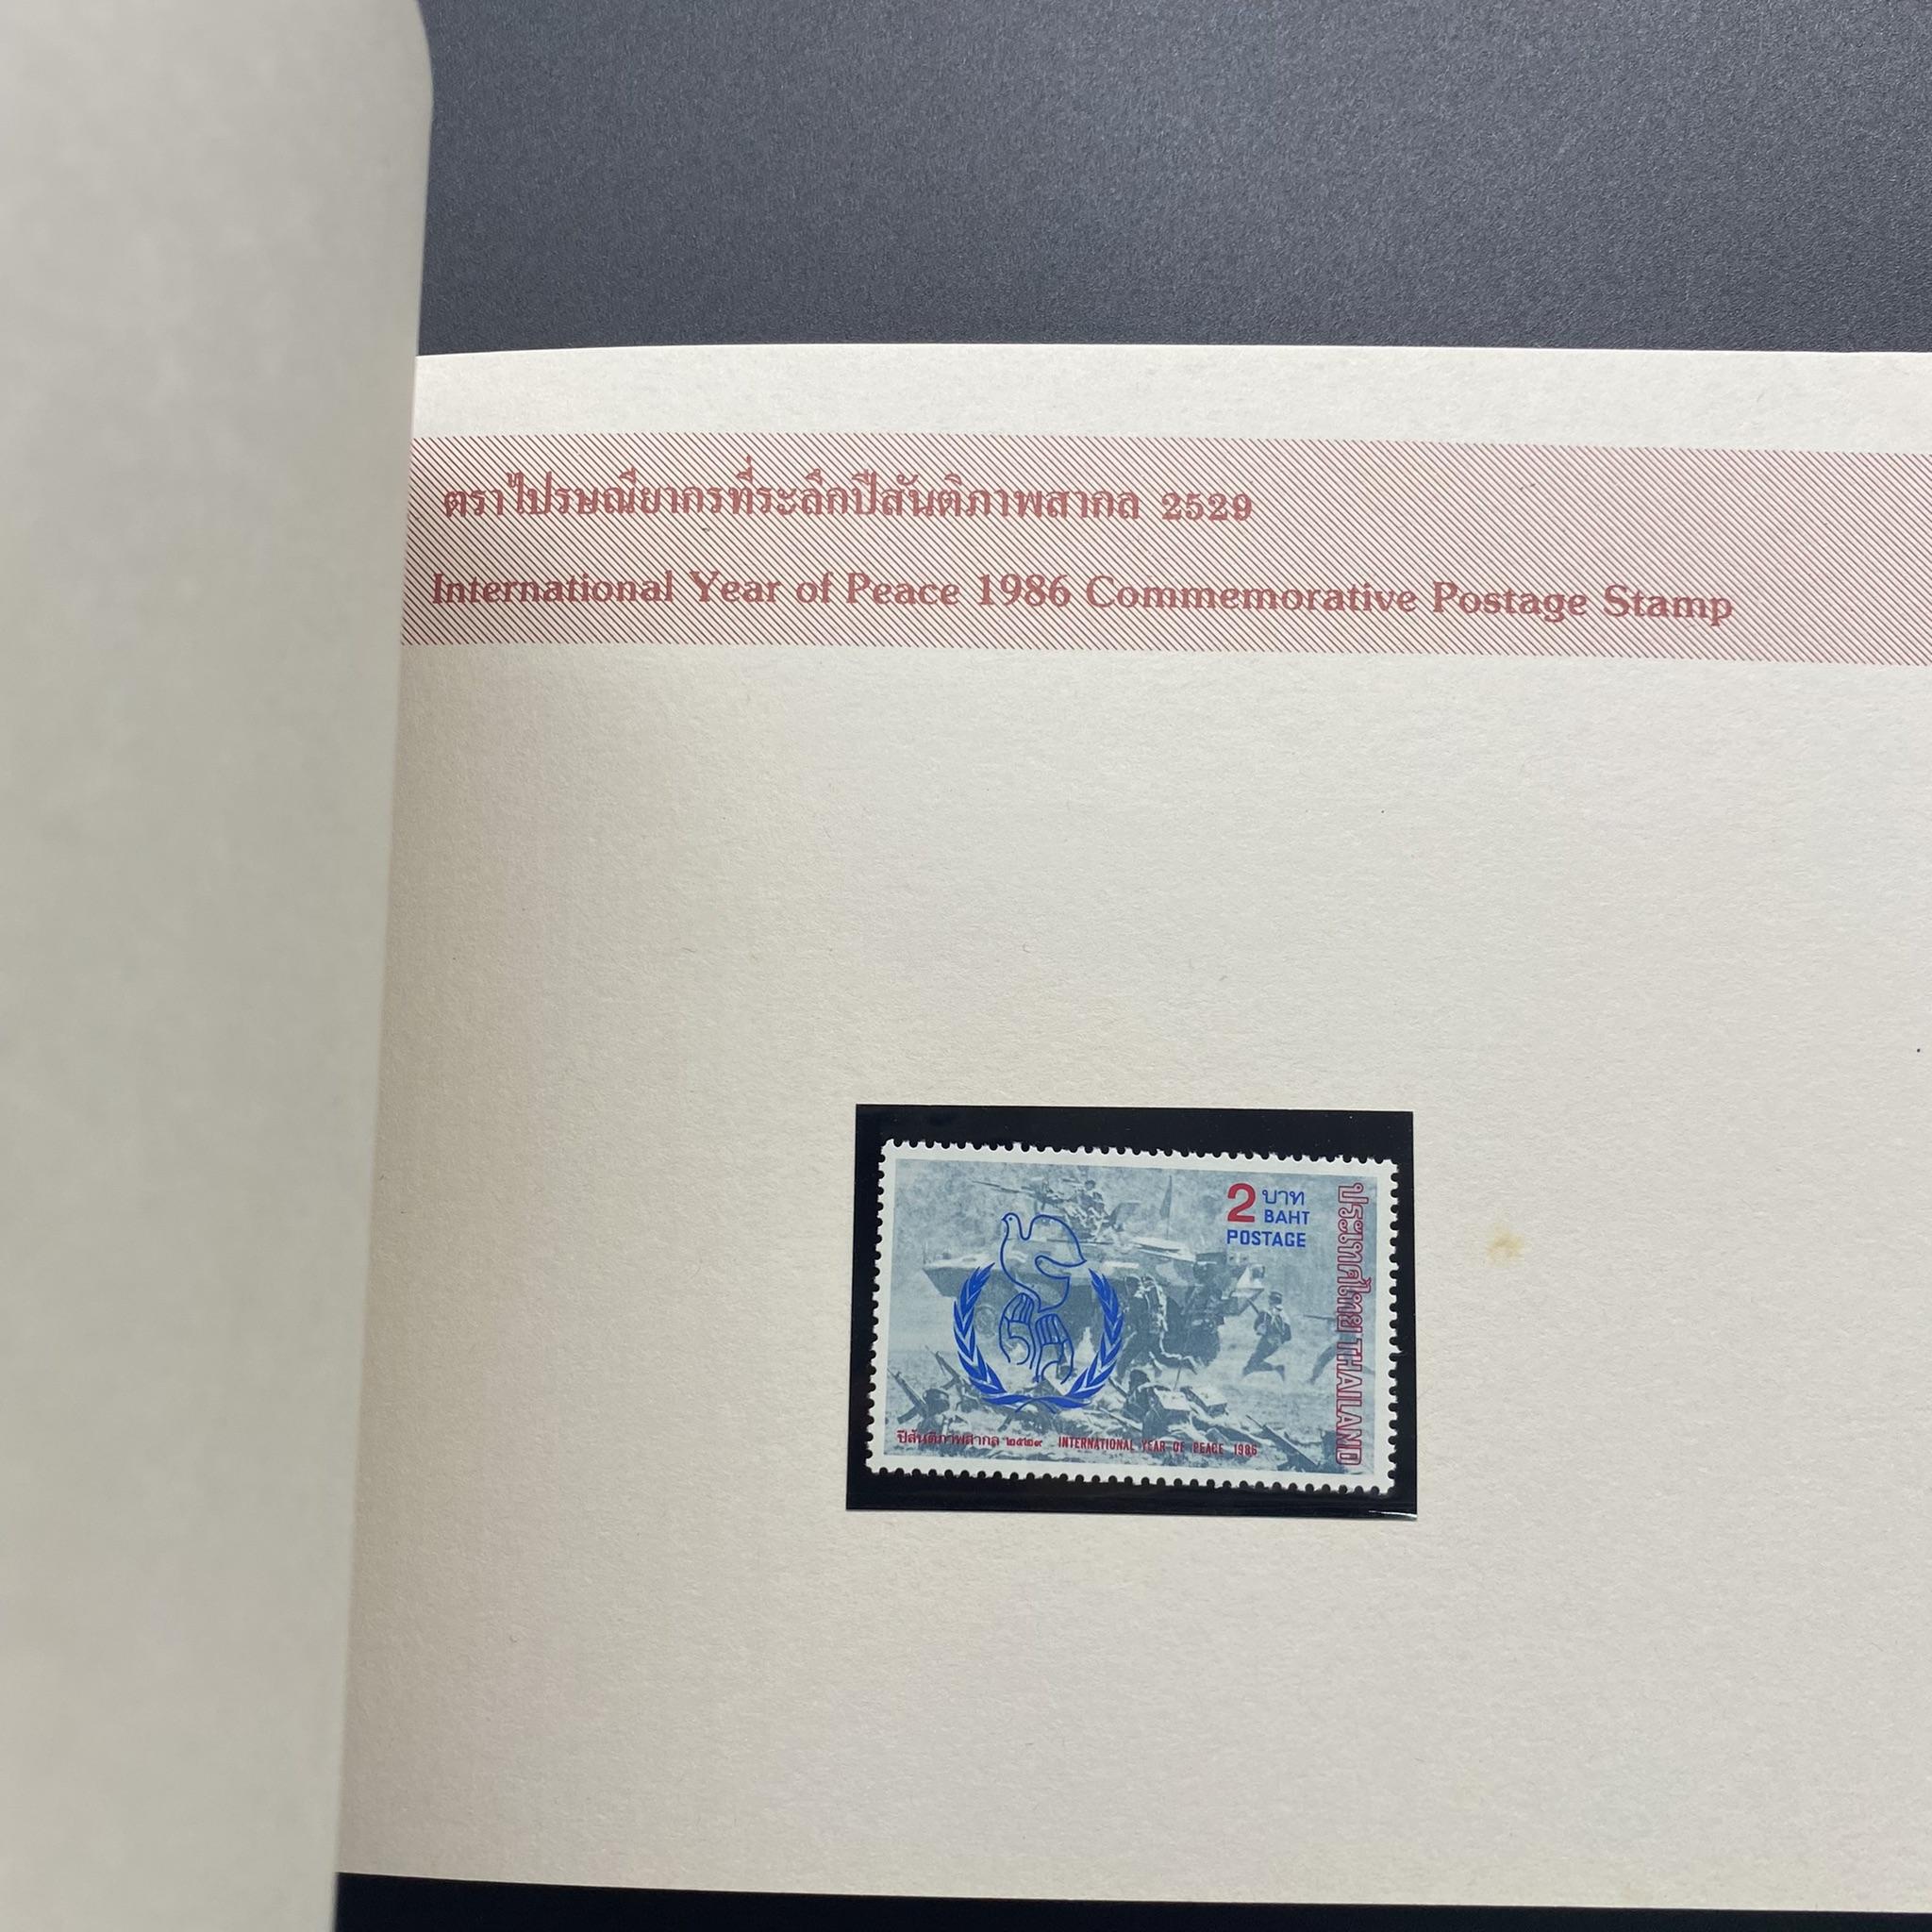 ตราไปรษณียากรที่ระลึกปีสันติภาพสากล 2529
International Year of Peace 1986 Commemorative Postage Stamp
2 บาท
BAHT
POSTAGE
ประเทศไทย THAILAND
ปีสันติภาพสากล ๒๕๒๙ INTERNATIONAL YEAR OF PEACE 1986